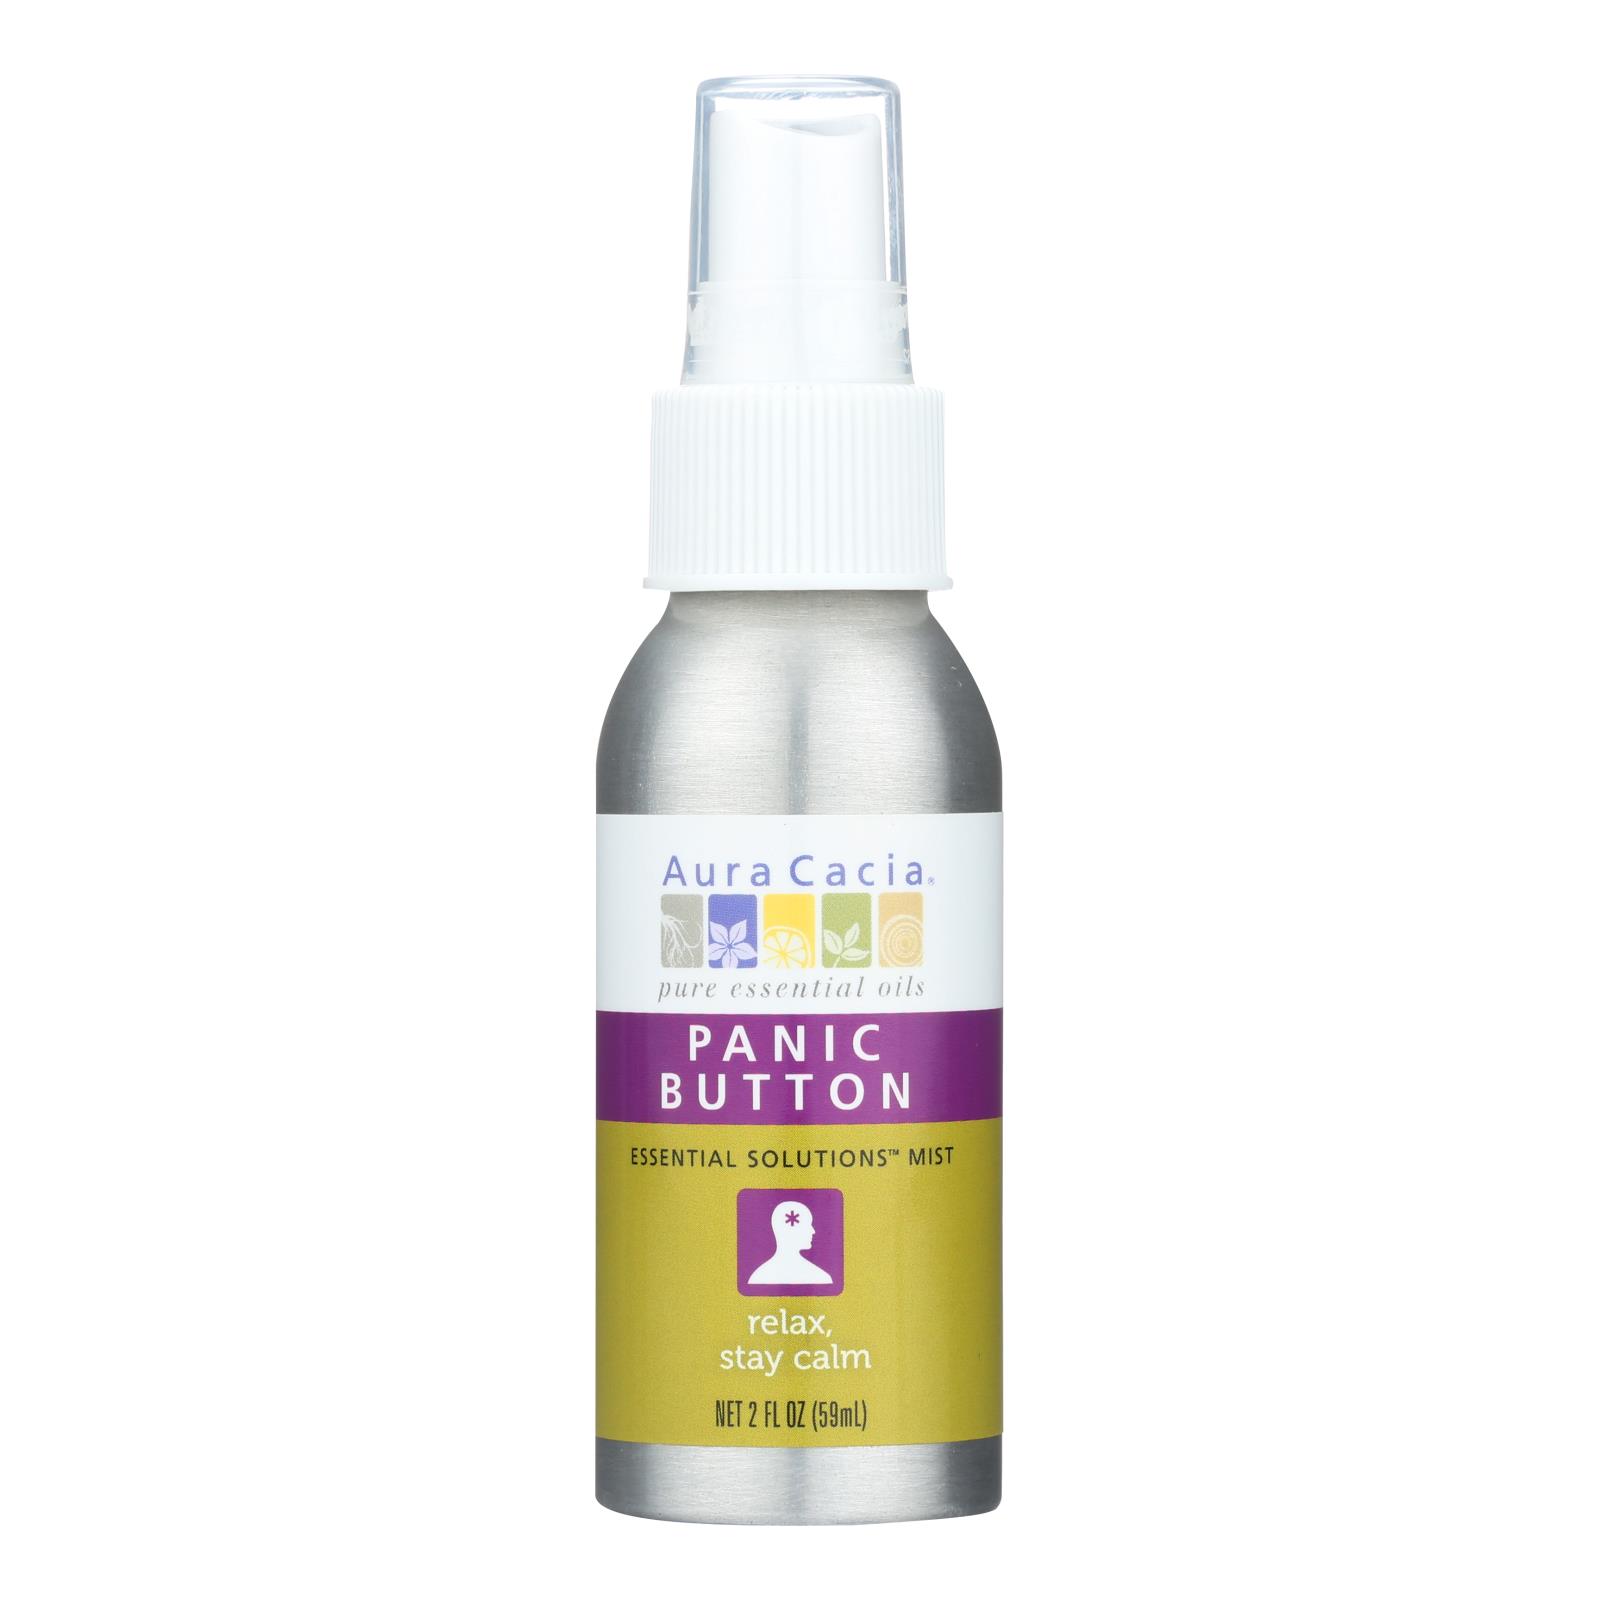 Aura Cacia®
pure essential oils
PANIC
BUTTON
ESSENTIAL SOLUTIONS™ MIST
relax,
stay calm
NET 2 FL OZ (59mL)